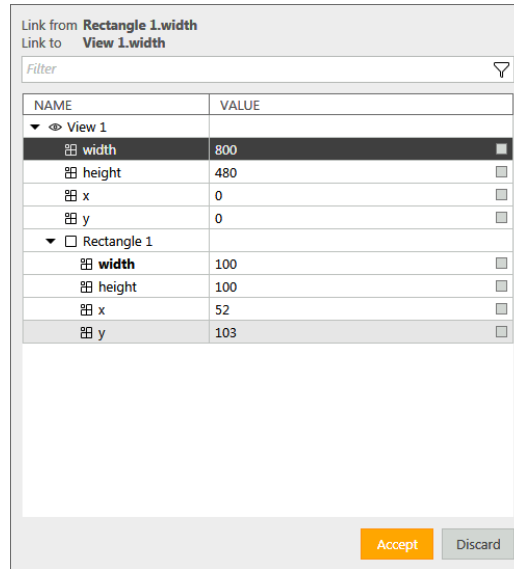 Link from Rectangle 1.width
Link to View 1.width
Filter
NAME VALUE
View 1
width 800
height 480
x 0
y 0
Rectangle 1
width 100
height 100
x 52
y 103
Accept Discard